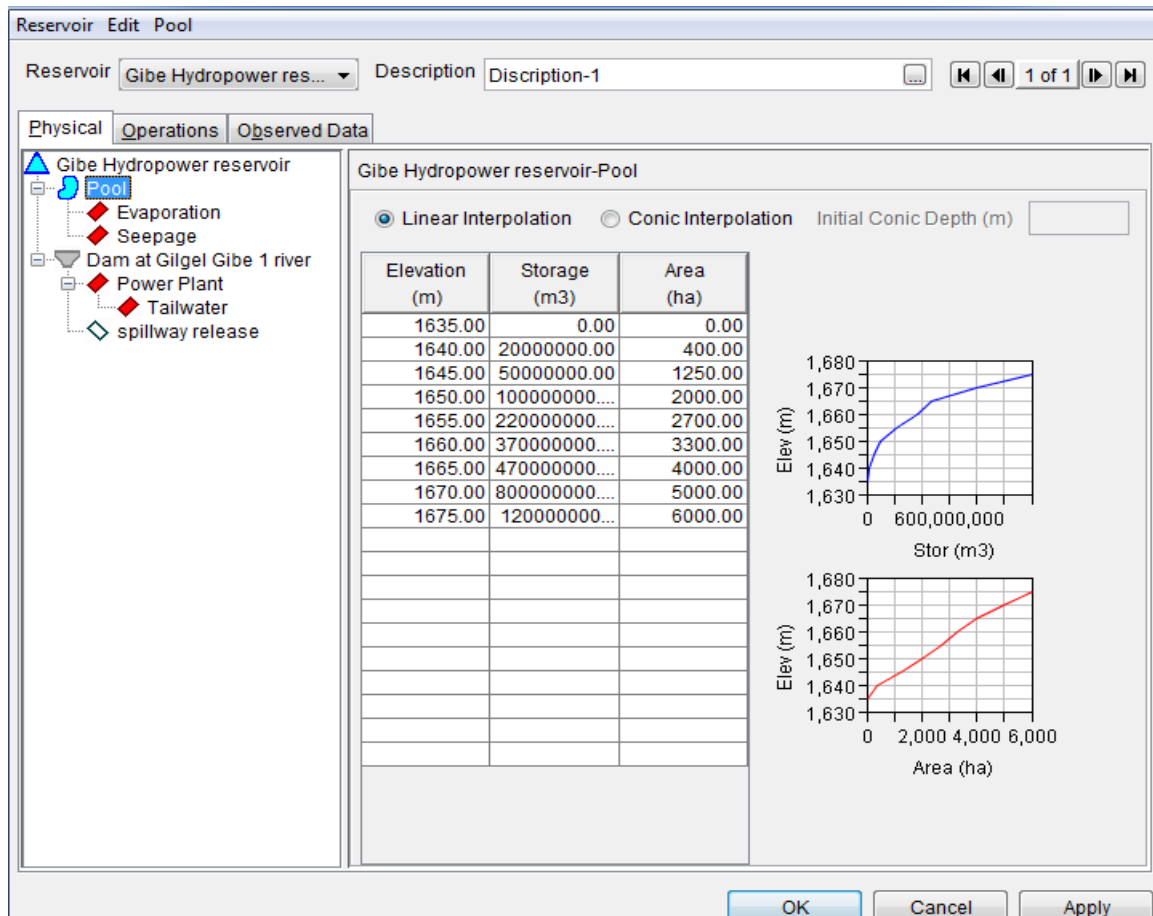 Reservoir Edit Pool
Reservoir Gibe Hydropower res... Description Discription-1 ... 1 of 1
Physical Operations Observed Data
Gibe Hydropower reservoir
Pool
Evaporation
Seepage
Dam at Gilgel Gibe 1 river
Power Plant
Tailwater
spillway release
Gibe Hydropower reservoir-Pool
Linear Interpolation Conic Interpolation Initial Conic Depth (m)
Elevation Storage Area
(m) (m3) (ha)
1635.00 0.00 0.00
1640.00 20000000.00 400.00
1645.00 50000000.00 1250.00
1650.00 100000000.... 2000.00
1655.00 220000000.... 2700.00
1660.00 370000000.... 3300.00
1665.00 470000000.... 4000.00
1670.00 800000000.... 5000.00
1675.00 120000000... 6000.00
1,680
1,670
1,660
1,650
1,640
1,630
Elev (m)
0 600,000,000
Stor (m3)
1,680
1,670
1,660
1,650
1,640
1,630
Elev (m)
0 2,000 4,000 6,000
Area (ha)
OK Cancel Apply